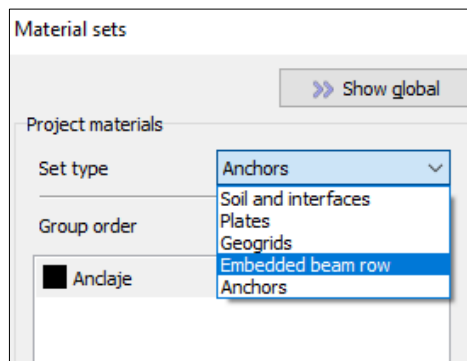 Material sets
Show global
Project materials
Set type Anchors
Soil and interfaces
Plates
Group order
Geogrids
Embedded beam row
Anclaje
Anchors